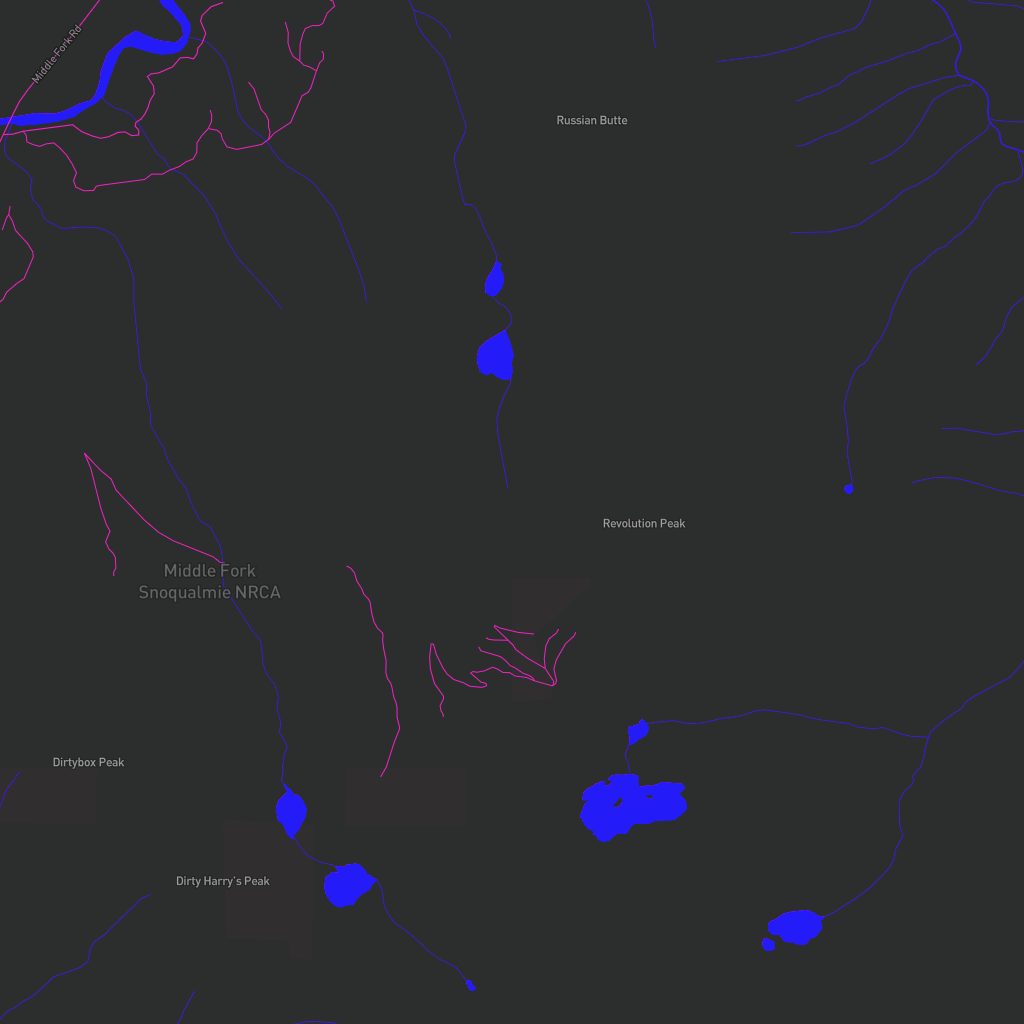 Middle Fork Rd
Russian Butte
Revolution Peak
Middle Fork
Snoqualmie NRCA
Dirtybox Peak
Dirty Harry's Peak